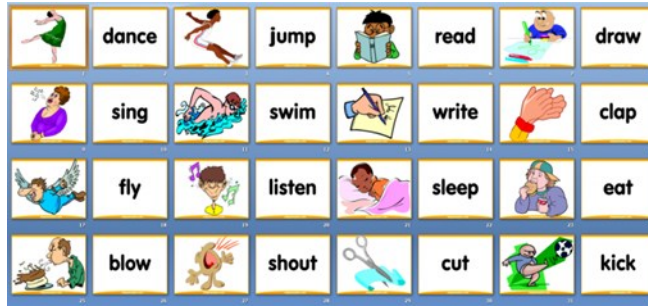 dance jump read draw
sing swim write clap
fly listen sleep eat
blow shout cut kick